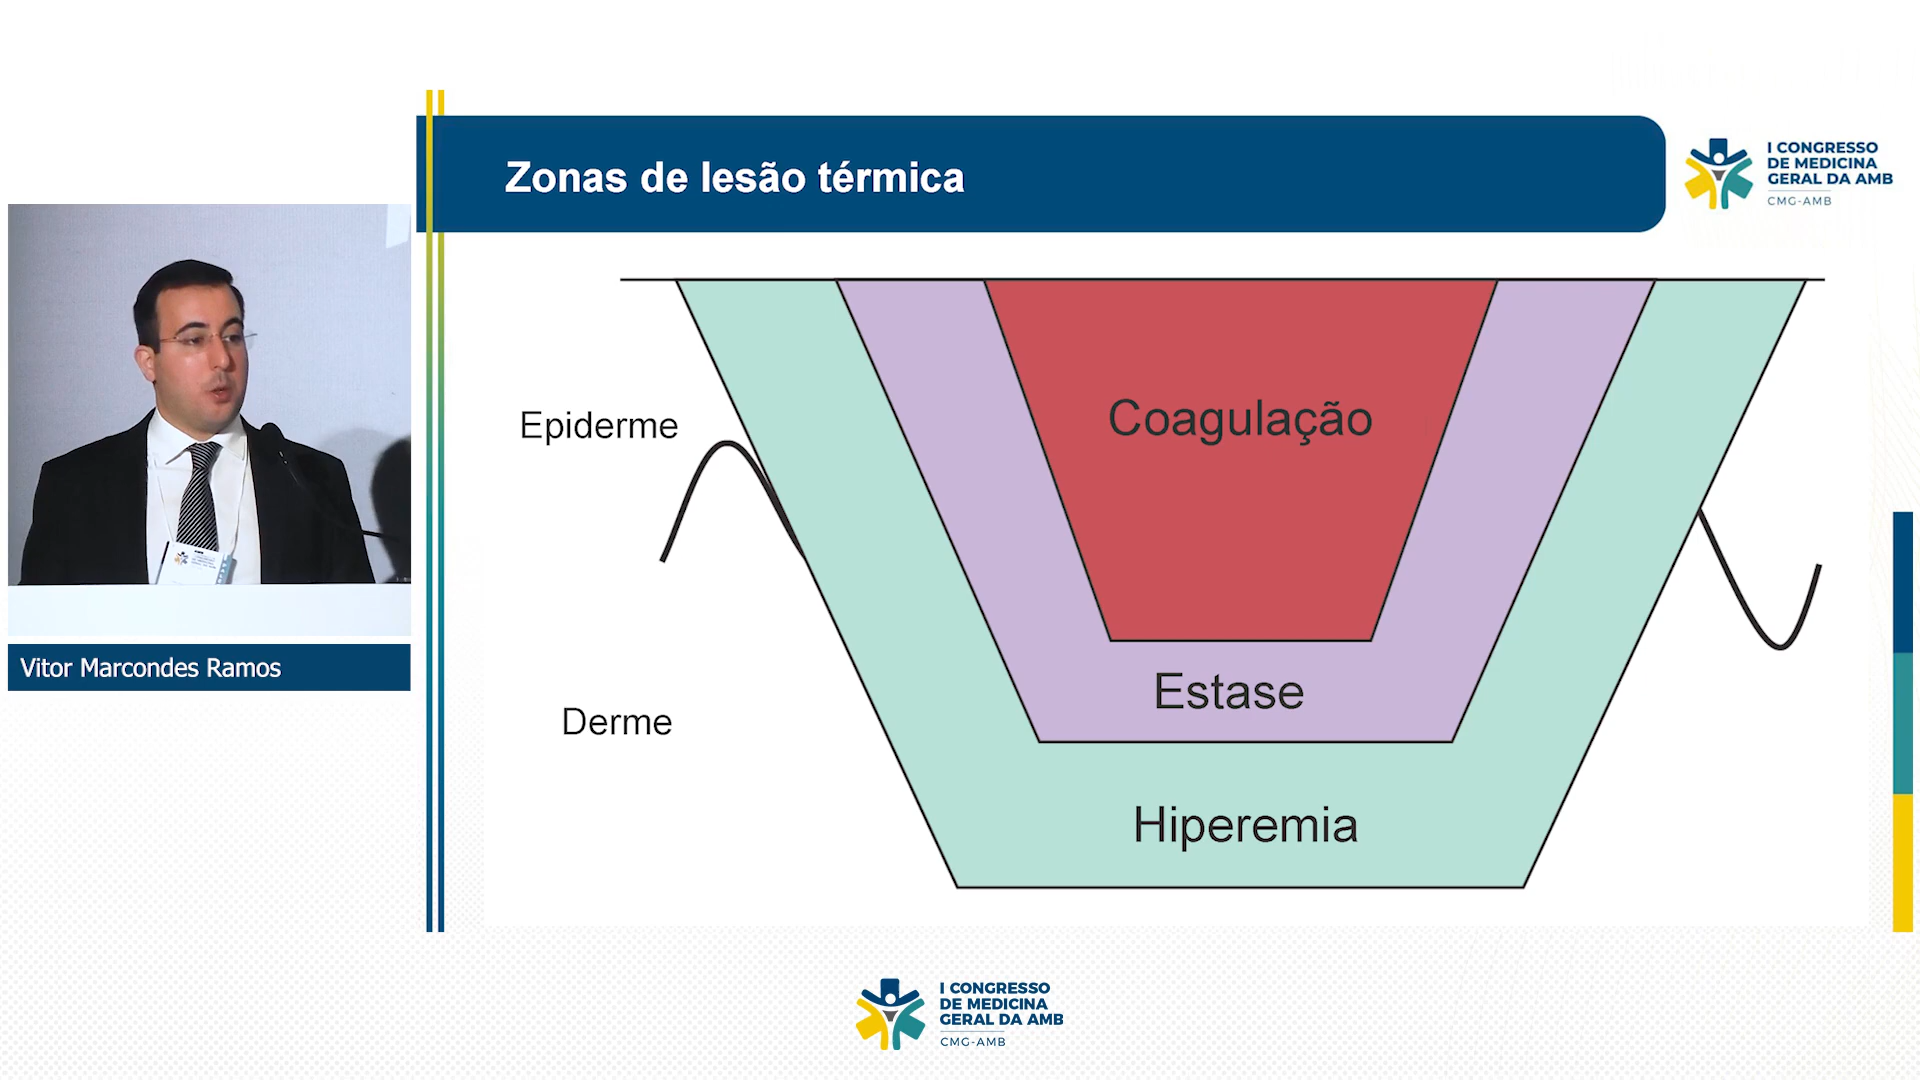 Zonas de lesão térmica
I CONGRESSO
DE MEDICINA
GERAL DA AMB
CMG-AMB
Epiderme
Coagulação
Estase
Derme
Hiperemia
Vitor Marcondes Ramos
I CONGRESSO
DE MEDICINA
GERAL DA AMB
CMG-AMB